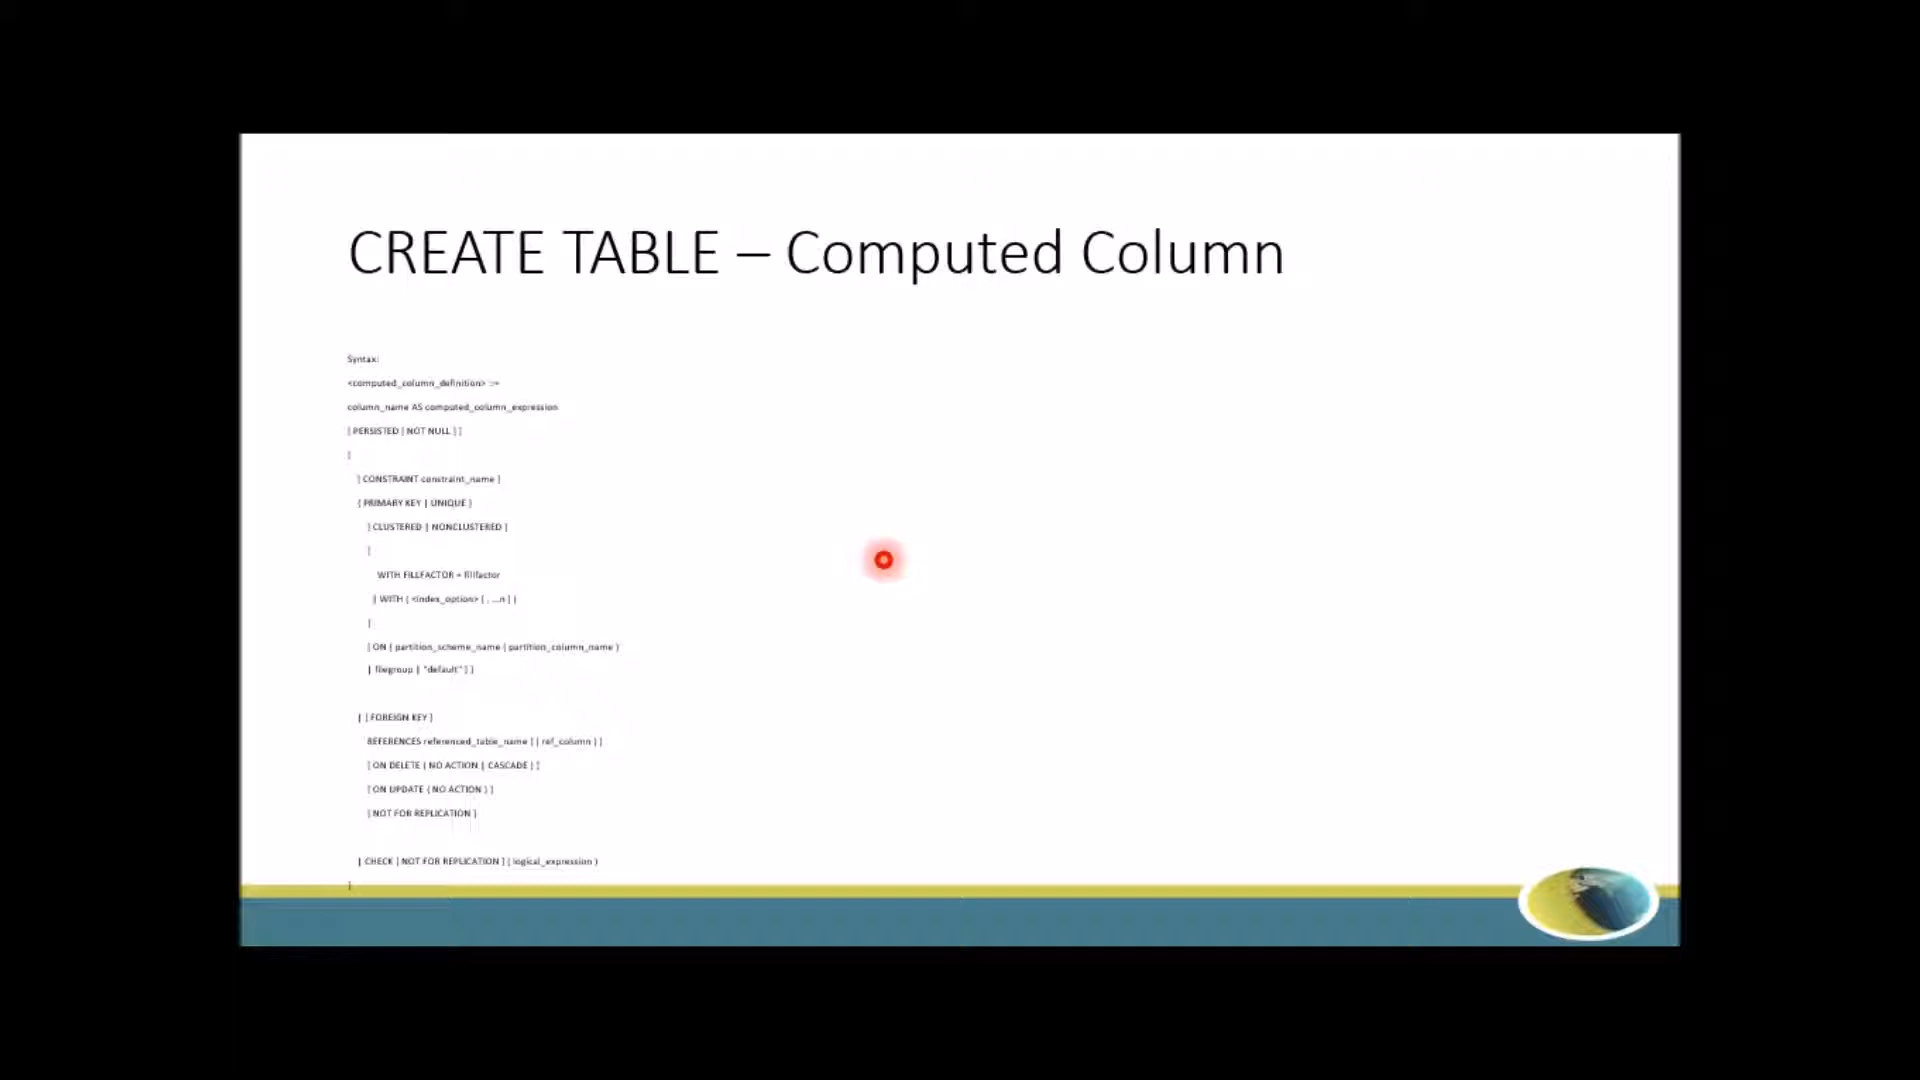 CREATE TABLE – Computed Column
Syntax:
<computed_column_definition> ::=
column_name AS computed_column_expression
[ PERSISTED [ NOT NULL ] ]
[
[ CONSTRAINT constraint_name ]
{ PRIMARY KEY | UNIQUE }
[ CLUSTERED | NONCLUSTERED ]
[
WITH FILLFACTOR = fillfactor
| WITH ( <index_option> [ , ...n ] )
]
[ ON { partition_scheme_name ( partition_column_name )
| filegroup | "default" } ]
| [ FOREIGN KEY ]
REFERENCES referenced_table_name [ ( ref_column ) ]
[ ON DELETE { NO ACTION | CASCADE } ]
[ ON UPDATE { NO ACTION } ]
[ NOT FOR REPLICATION ]
| CHECK [ NOT FOR REPLICATION ] ( logical_expression )
]